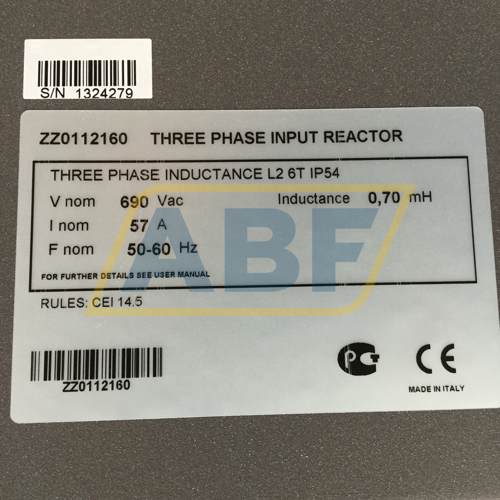 S/N 1324279
ZZ0112160 THREE PHASE INPUT REACTOR
THREE PHASE INDUCTANCE L2 6T IP54
V nom 690 Vac Inductance 0,70 mH
I nom 57 A
F nom 50-60 Hz
FOR FURTHER DETAILS SEE USER MANUAL
ABF
RULES: CEI 14.5
ZZ0112160
PG CE
MADE IN ITALY